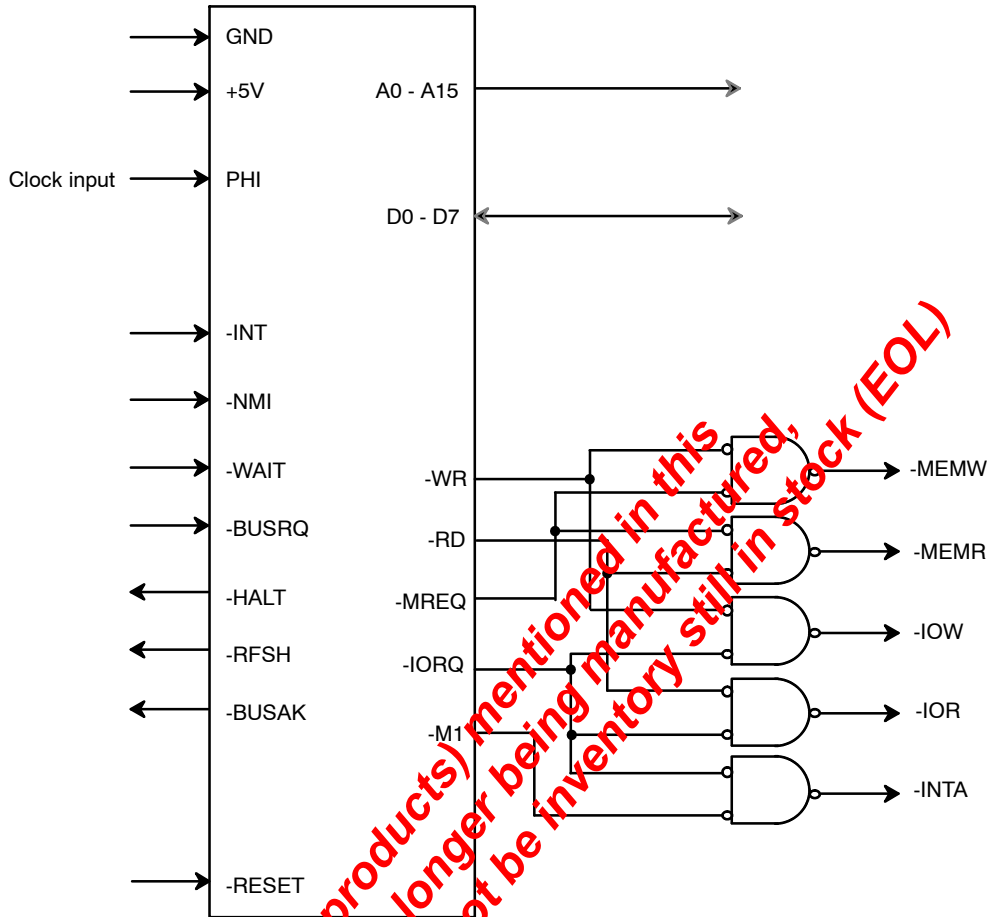 GND
+5V
A0 - A15
Clock input
PHI
D0 - D7
-INT
-NMI
-WAIT
-BUSRQ
-HALT
-RFSH
-BUSAK
-RESET
-WR
-RD
-MREQ
-IORQ
-M1
-MEMW
-MEMR
-IOW
-IOR
-INTA
products) mentioned in this
longer being manufactured,
be inventory still in stock (EOL)